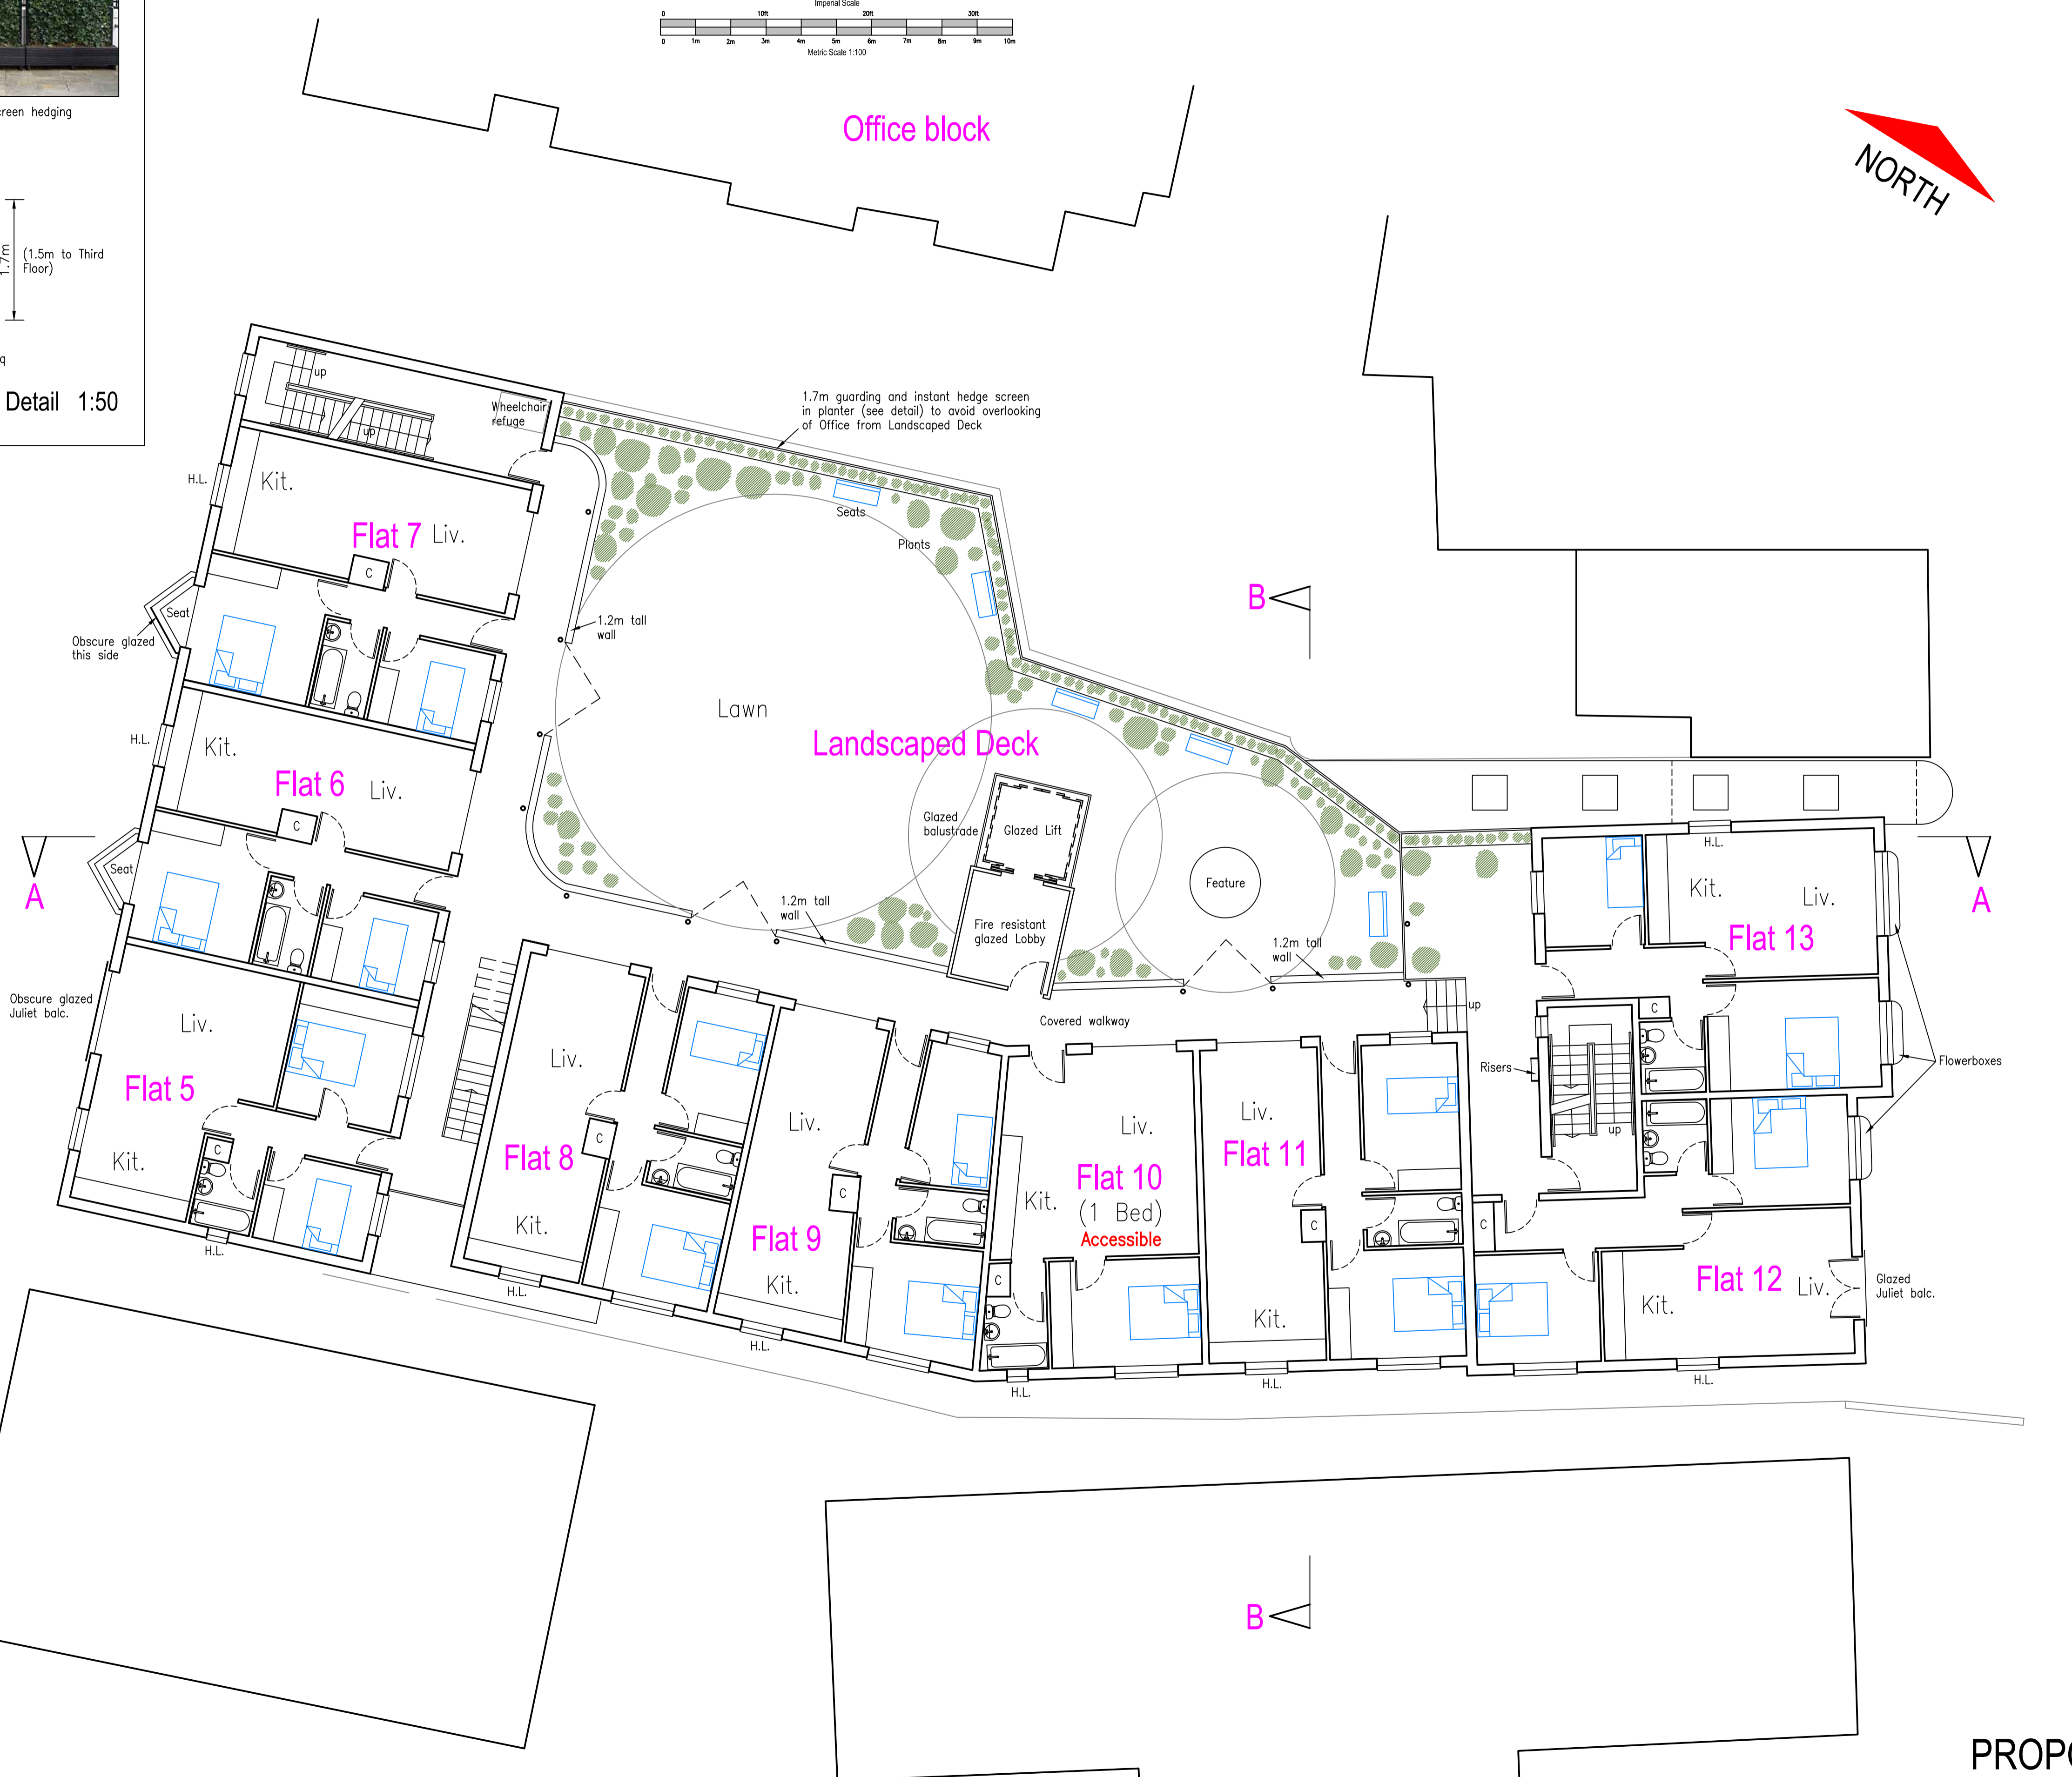 Imperial Scale
0 10ft 20ft 30ft
0 1m 2m 3m 4m 5m 6m 7m 8m 9m 10m
Metric Scale 1:100
Office block
NORTH
creen hedging
1.7m
(1.5m to Third
Floor)
Detail 1:50
up
up
Wheelchair
refuge
1.7m guarding and instant hedge screen
in planter (see detail) to avoid overlooking
of Office from Landscaped Deck
H.L.
Kit.
Flat 7
Liv.
C
Seats
Plants
Seat
Obscure glazed
this side
1.2m tall
wall
B
Lawn
Landscaped Deck
H.L.
Kit.
Flat 6
Liv.
C
Seat
A
Glazed
balustrade
Glazed Lift
Feature
Fire resistant
glazed Lobby
1.2m tall
wall
1.2m tall
wall
Covered walkway
up
H.L.
Kit.
Liv.
Flat 13
A
C
Obscure glazed
Juliet balc.
Liv.
Flat 5
Kit.
C
H.L.
Liv.
C
Flat 8
Kit.
H.L.
Liv.
C
Flat 9
Kit.
H.L.
Liv.
Flat 10
(1 Bed)
Accessible
Kit.
C
H.L.
Liv.
Flat 11
C
Kit.
H.L.
Risers
up
Flowerboxes
C
Flat 12
Liv.
Kit.
Glazed
Juliet balc.
H.L.
B
PROPO